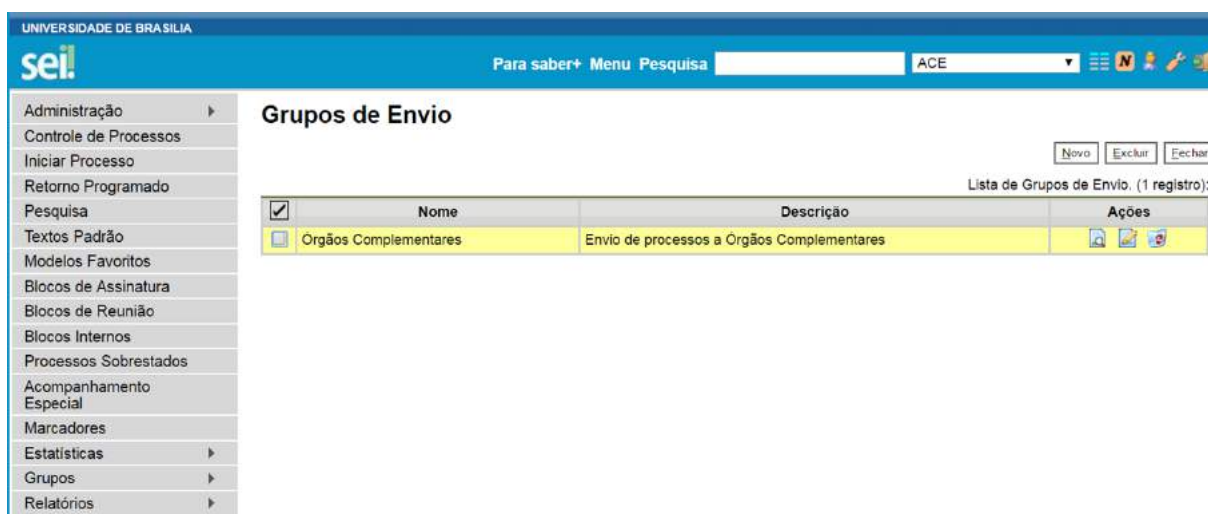 UNIVERSIDADE DE BRASILIA
sei!
Para saber+ Menu Pesquisa ACE N
Administração
Controle de Processos
Iniciar Processo
Retorno Programado
Pesquisa
Textos Padrão
Modelos Favoritos
Blocos de Assinatura
Blocos de Reunião
Blocos Internos
Processos Sobrestados
Acompanhamento
Especial
Marcadores
Estatísticas
Grupos
Relatórios
Grupos de Envio
Novo Excluir Fechar
Lista de Grupos de Envio. (1 registro):
Nome Descrição Ações
Órgãos Complementares Envio de processos a Órgãos Complementares